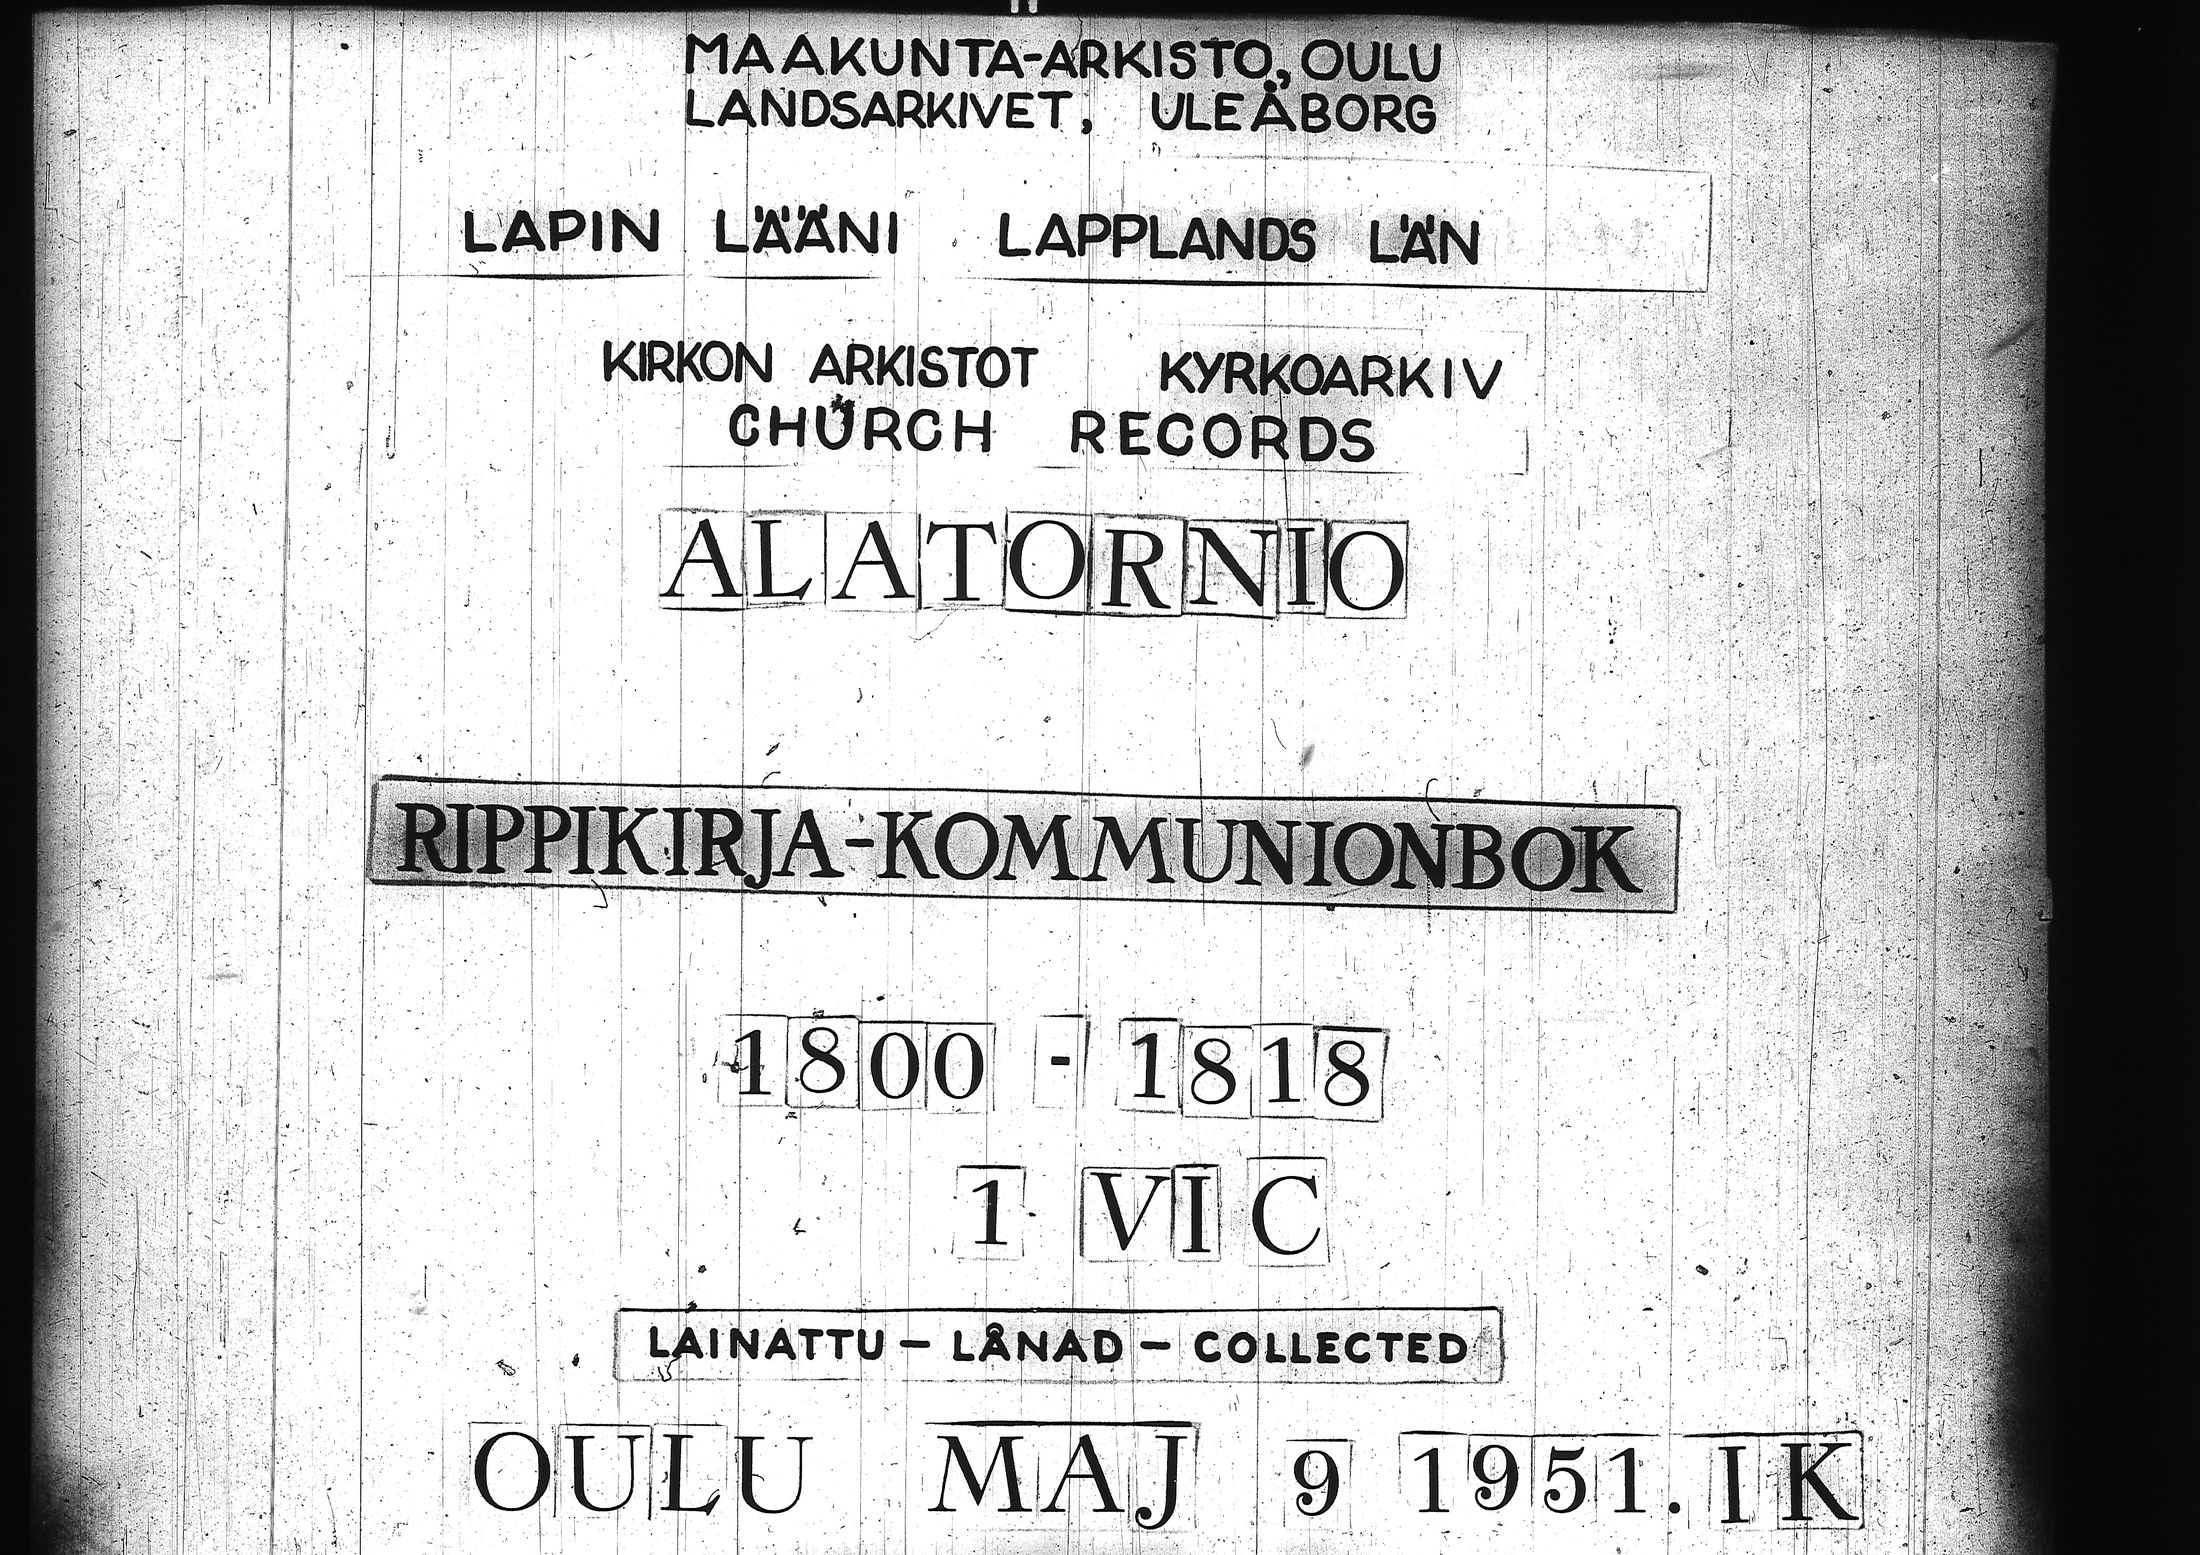 MAAKUNTA-ARKISTO, OULU
LANDSARKIVET, ULEÅBORG
LAPIN LÄÄNI LAPPLANDS LÄN
KIRKON ARKISTOT KYRKOARKIV
CHURCH RECORDS
ALATORNIO
RIPPIKIRJA-KOMMUNIONBOK
1800 - 1818
1 VI C
LAINATTU – LÅNAD – COLLECTED
OULU MAJ 9 1951. IK